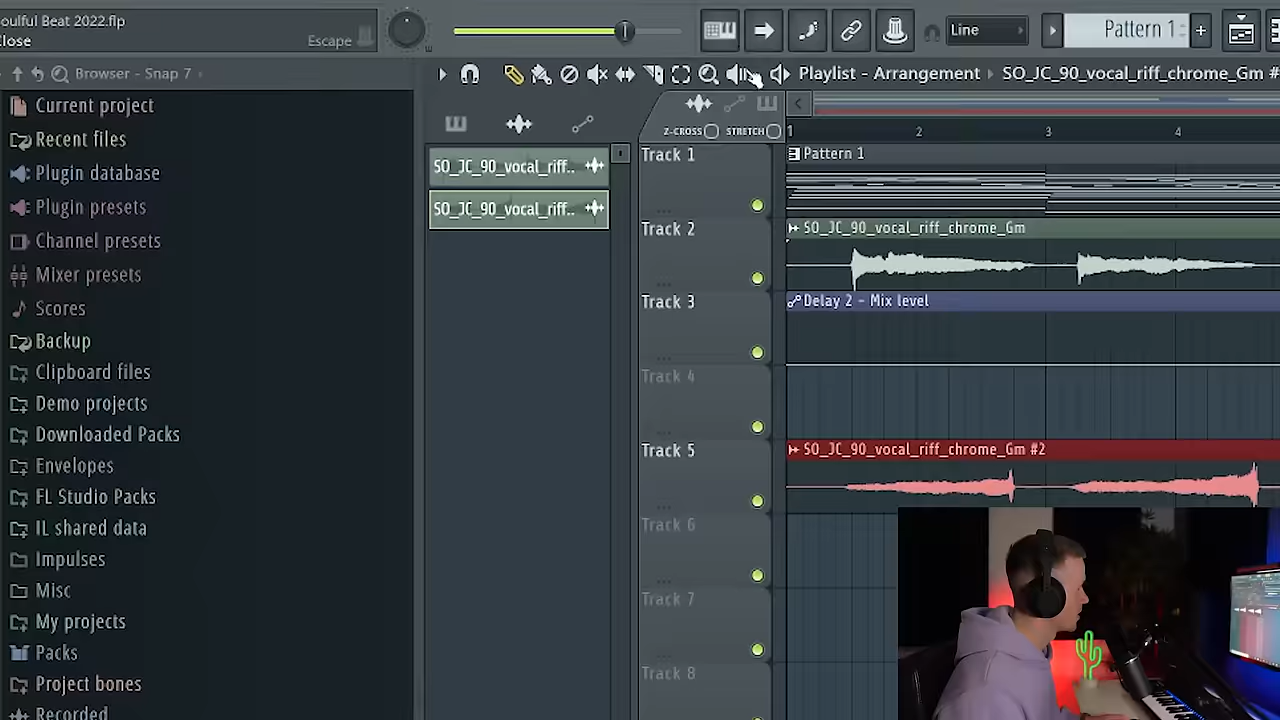 oulful Beat 2022.flp
Close
Escape
Line
Pattern 1
+
Browser - Snap 7
Playlist - Arrangement
SO_JC_90_vocal_riff_chrome_Gm #
Current project
Recent files
Plugin database
Plugin presets
Channel presets
Mixer presets
Scores
Backup
Clipboard files
Demo projects
Downloaded Packs
Envelopes
FL Studio Packs
IL shared data
Impulses
Misc
My projects
Packs
Project bones
Recorded
SO_JC_90_vocal_riff..
SO_JC_90_vocal_riff..
Z-CROSS
STRETCH
1
2
3
4
Track 1
Pattern 1
Track 2
SO_JC_90_vocal_riff_chrome_Gm
Track 3
Delay 2 - Mix level
Track 4
Track 5
SO_JC_90_vocal_riff_chrome_Gm #2
Track 6
Track 7
Track 8